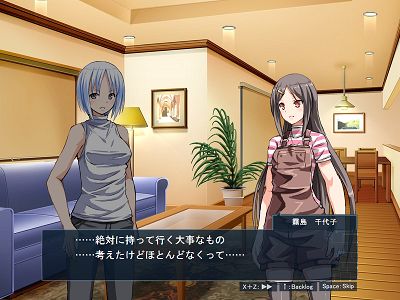 霧島 千代子
……絶対に持って行く大事なもの
……考えたけどほとんどなくって……
X+Z: ▶▶ | ↑:Backlog | Space:Skip